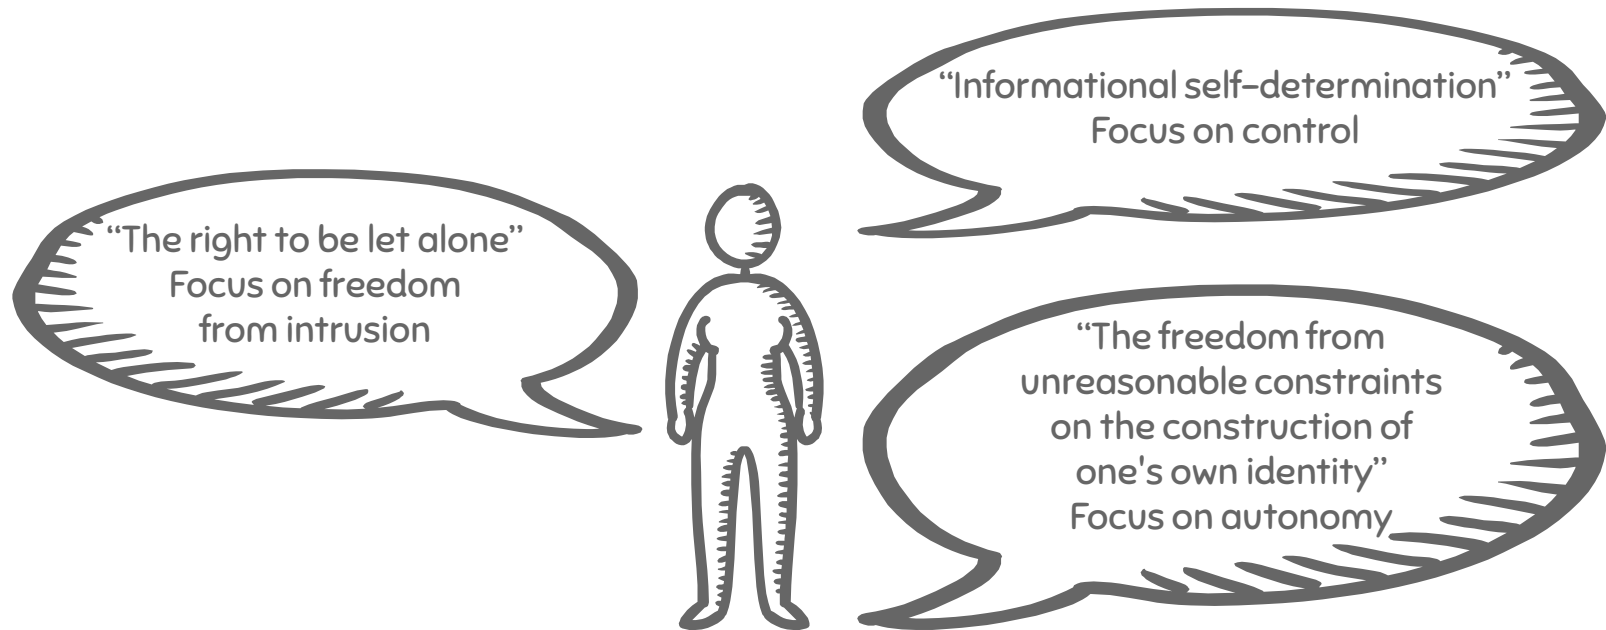 “The right to be let alone”
Focus on freedom
from intrusion
“Informational self-determination”
Focus on control
“The freedom from
unreasonable constraints
on the construction of
one's own identity”
Focus on autonomy